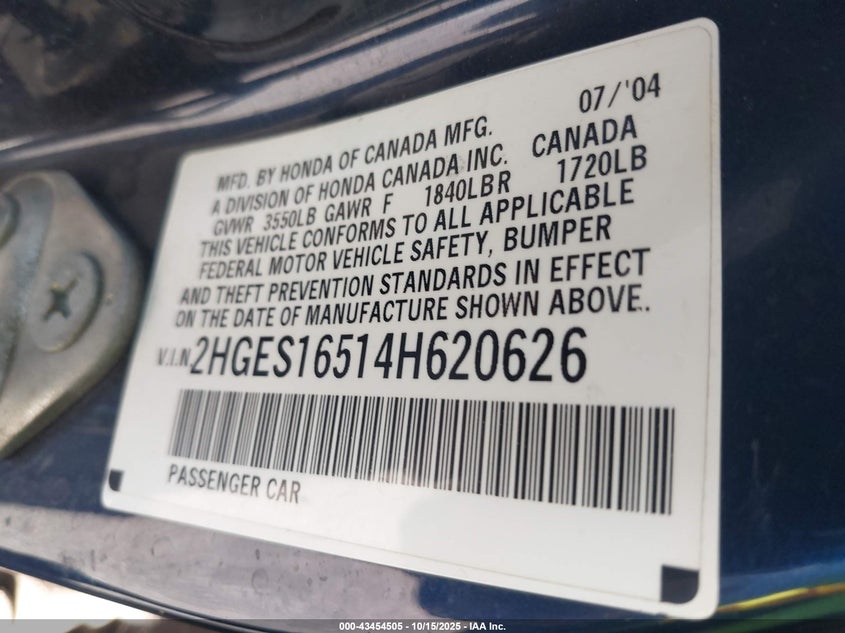 07/'04
MFD. BY HONDA OF CANADA MFG.
A DIVISION OF HONDA CANADA INC. CANADA
GVWR 3550LB GAWR F 1840LB R 1720LB
THIS VEHICLE CONFORMS TO ALL APPLICABLE
FEDERAL MOTOR VEHICLE SAFETY, BUMPER
AND THEFT PREVENTION STANDARDS IN EFFECT
ON THE DATE OF MANUFACTURE SHOWN ABOVE..
V.I.N 2HGES16514H620626
PASSENGER CAR
000-43454505 - 10/15/2025 - IAA Inc.